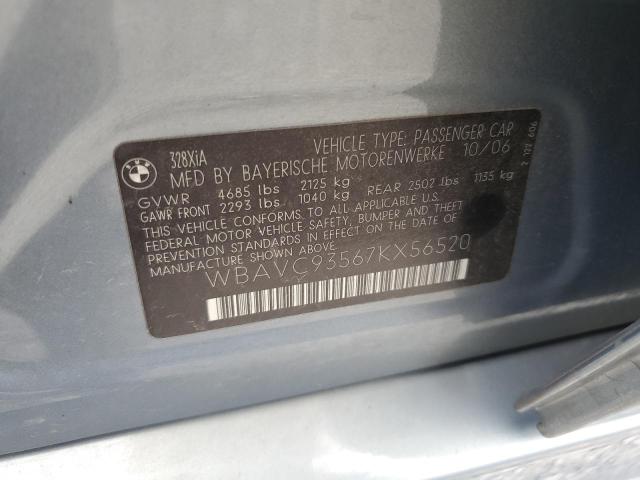 BMW
328XiA
VEHICLE TYPE: PASSENGER CAR
MFD BY BAYERISCHE MOTORENWERKE 10/06
GVWR 4685 lbs 2125 kg
GAWR FRONT 2293 lbs 1040 kg REAR 2502 lbs 1135 kg
THIS VEHICLE CONFORMS TO ALL APPLICABLE
FEDERAL MOTOR VEHICLE SAFETY, BUMPER AND THEFT
PREVENTION STANDARDS IN EFFECT ON THE DATE OF
MANUFACTURE SHOWN ABOVE.
WBAVC93567KX56520